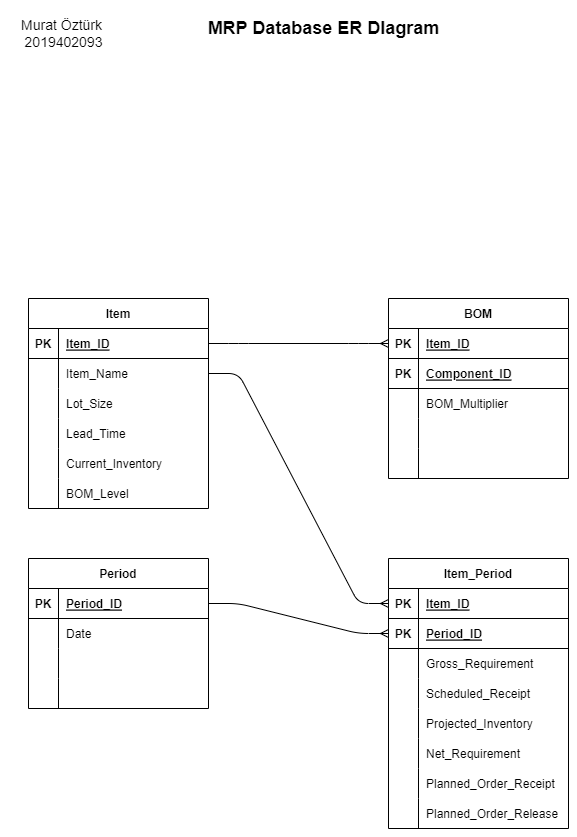 Murat Öztürk
2019402093
MRP Database ER DIagram
Item
PK Item_ID
Item_Name
Lot_Size
Lead_Time
Current_Inventory
BOM_Level
BOM
PK Item_ID
PK Component_ID
BOM_Multiplier
Period
PK Period_ID
Date
Item_Period
PK Item_ID
PK Period_ID
Gross_Requirement
Scheduled_Receipt
Projected_Inventory
Net_Requirement
Planned_Order_Receipt
Planned_Order_Release